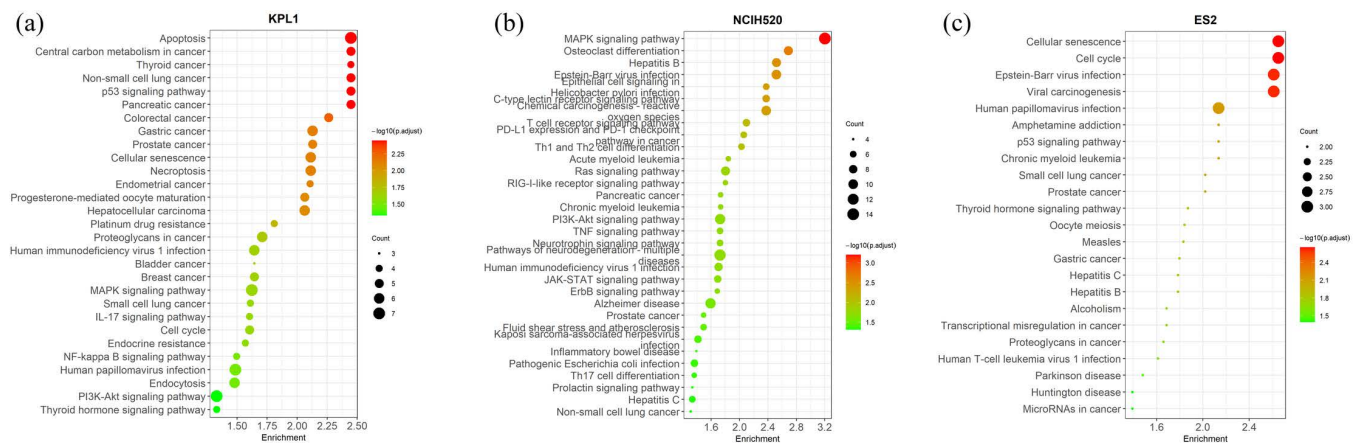 (a)
KPL1
Apoptosis
Central carbon metabolism in cancer
Thyroid cancer
Non-small cell lung cancer
p53 signaling pathway
Pancreatic cancer
Colorectal cancer
Gastric cancer
Prostate cancer
Cellular senescence
Necroptosis
Endometrial cancer
Progesterone-mediated oocyte maturation
Hepatocellular carcinoma
Platinum drug resistance
Proteoglycans in cancer
Human immunodeficiency virus 1 infection
Bladder cancer
Breast cancer
MAPK signaling pathway
Small cell lung cancer
IL-17 signaling pathway
Cell cycle
Endocrine resistance
NF-kappa B signaling pathway
Human papillomavirus infection
Endocytosis
PI3K-Akt signaling pathway
Thyroid hormone signaling pathway
1.50 1.75 2.00 2.25 2.50
Enrichment
−log10(p.adjust)
2.25
2.00
1.75
1.50
Count
3
4
5
6
7
(b)
NCIH520
MAPK signaling pathway
Osteoclast differentiation
Hepatitis B
Epstein-Barr virus infection
Epithelial cell signaling in
Helicobacter pylori infection
C-type lectin receptor signaling pathway
Chemical carcinogenesis - reactive
oxygen species
T cell receptor signaling pathway
PD-L1 expression and PD-1 checkpoint
pathway in cancer
Th1 and Th2 cell differentiation
Acute myeloid leukemia
Ras signaling pathway
RIG-I-like receptor signaling pathway
Pancreatic cancer
Chronic myeloid leukemia
PI3K-Akt signaling pathway
TNF signaling pathway
Neurotrophin signaling pathway
Pathways of neurodegeneration - multiple
diseases
Human immunodeficiency virus 1 infection
JAK-STAT signaling pathway
ErbB signaling pathway
Alzheimer disease
Prostate cancer
Fluid shear stress and atherosclerosis
Kaposi sarcoma-associated herpesvirus
infection
Inflammatory bowel disease
Pathogenic Escherichia coli infection
Th17 cell differentiation
Prolactin signaling pathway
Hepatitis C
Non-small cell lung cancer
1.6 2.0 2.4 2.8 3.2
Enrichment
Count
4
6
8
10
12
14
−log10(p.adjust)
3.0
2.5
2.0
1.5
(c)
ES2
Cellular senescence
Cell cycle
Epstein-Barr virus infection
Viral carcinogenesis
Human papillomavirus infection
Amphetamine addiction
p53 signaling pathway
Chronic myeloid leukemia
Small cell lung cancer
Prostate cancer
Thyroid hormone signaling pathway
Oocyte meiosis
Measles
Gastric cancer
Hepatitis C
Hepatitis B
Alcoholism
Transcriptional misregulation in cancer
Proteoglycans in cancer
Human T-cell leukemia virus 1 infection
Parkinson disease
Huntington disease
MicroRNAs in cancer
1.6 2.0 2.4
Enrichment
Count
2.00
2.25
2.50
2.75
3.00
−log10(p.adjust)
2.4
2.1
1.8
1.5